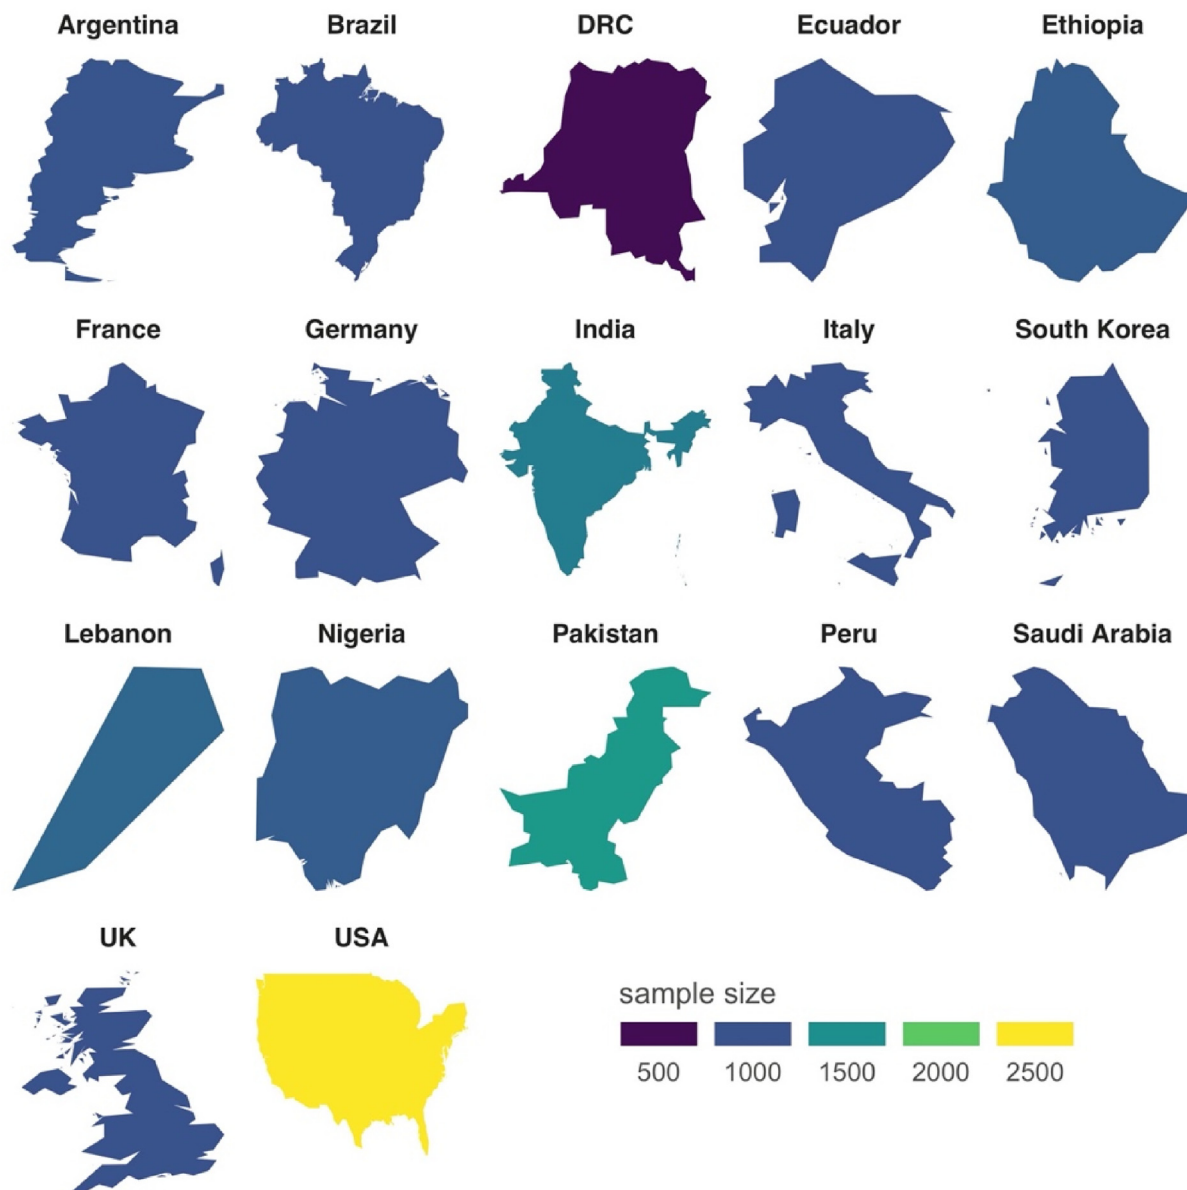 Argentina Brazil DRC Ecuador Ethiopia
France Germany India Italy South Korea
Lebanon Nigeria Pakistan Peru Saudi Arabia
UK USA
sample size
500 1000 1500 2000 2500